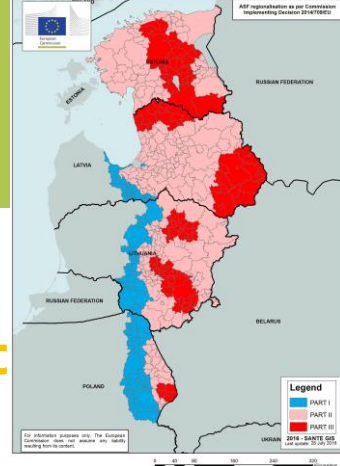 European
Commission
ASF regionalisation as per Commission
Implementing Decision 2014/709/EU
ESTONIA
RUSSIAN FEDERATION
ESTONIA
LATVIA
LITHUANIA
RUSSIAN FEDERATION
BELARUS
POLAND
Legend
PART I
PART II
PART III
For information purposes only. The European
Commission does not assume any liability
resulting from its content.
UKRAIN
2016 - SANTE GIS
Last update: 28 July 2016
0 40 80 160 240 320